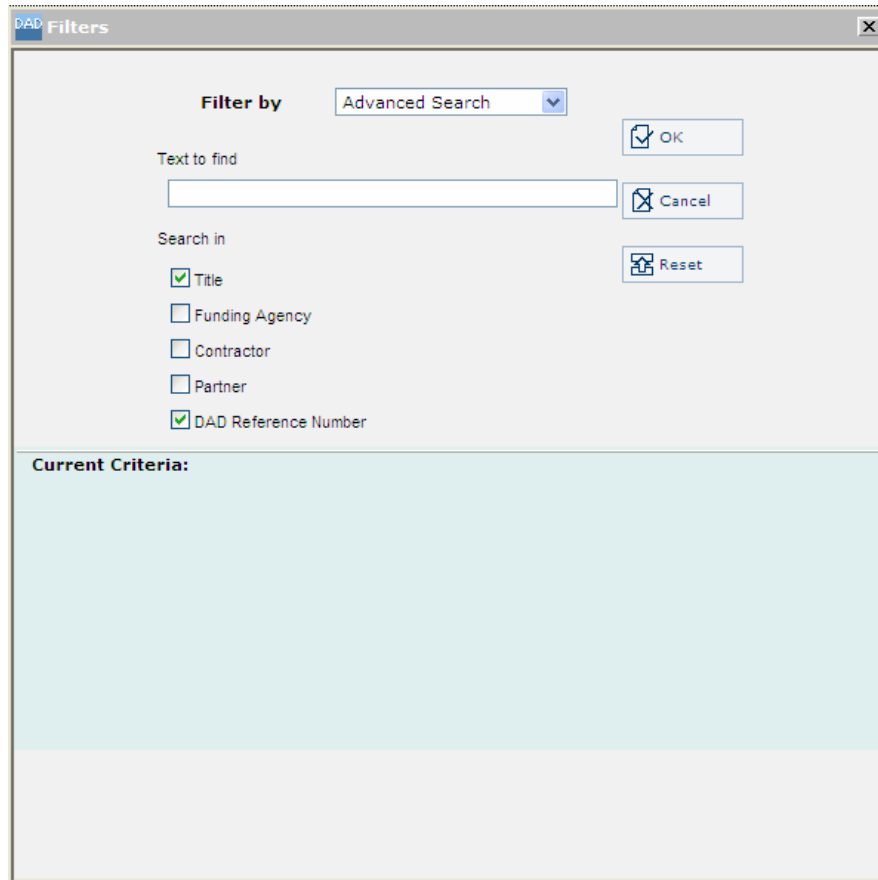 DAD Filters
Filter by Advanced Search
OK
Text to find
Cancel
Search in
Reset
Title
Funding Agency
Contractor
Partner
DAD Reference Number
Current Criteria: